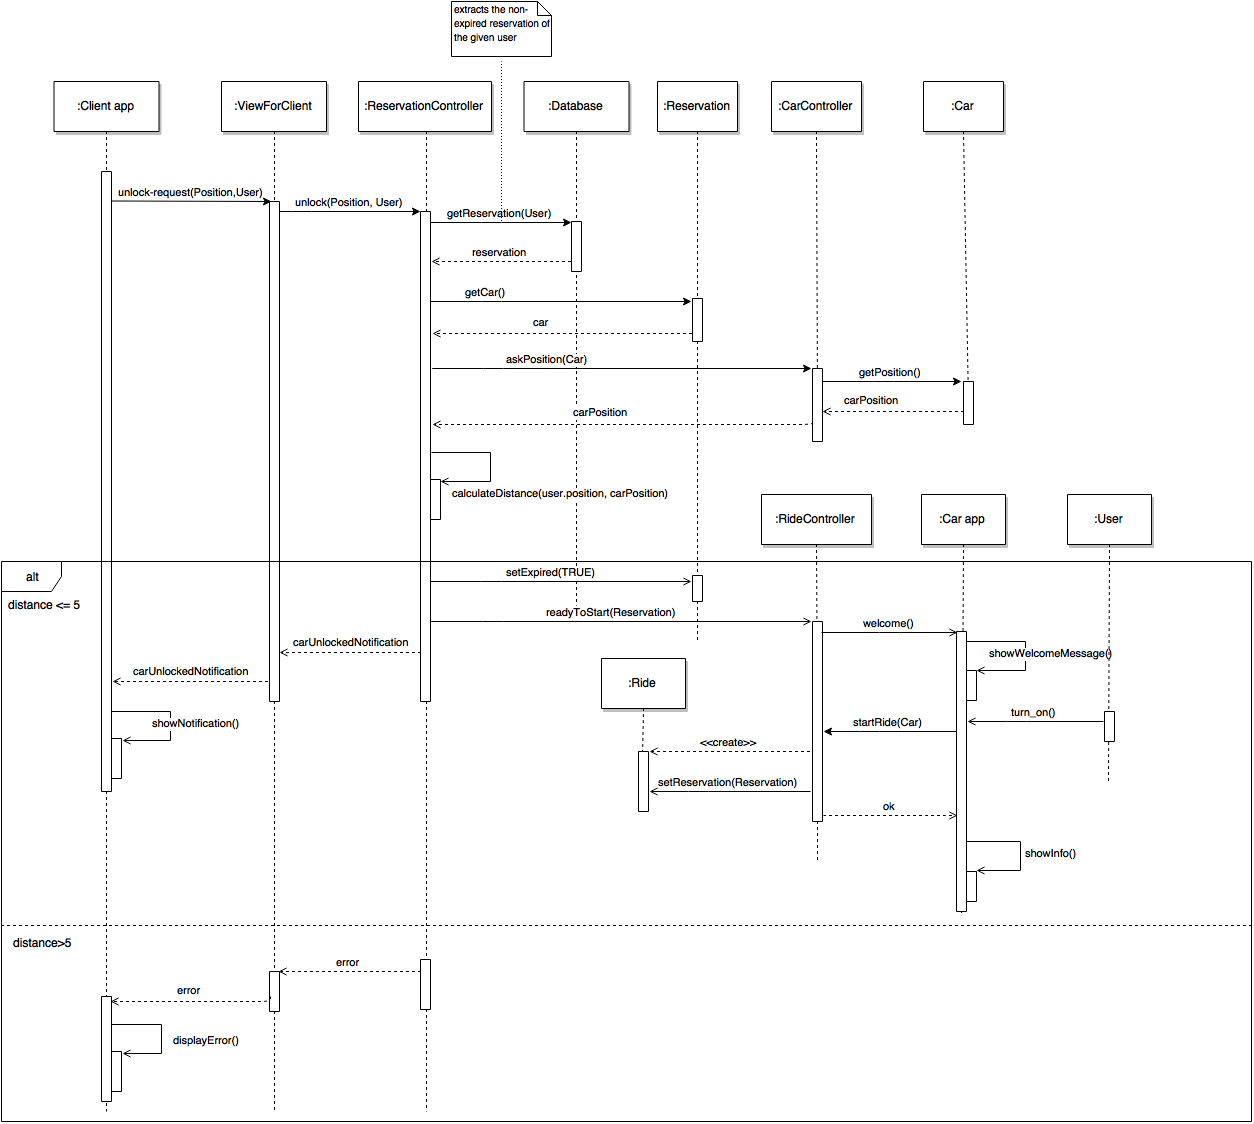 extracts the non-
expired reservation of
the given user
:Client app
:ViewForClient
:ReservationController
:Database
:Reservation
:CarController
:Car
unlock-request(Position,User)
unlock(Position, User)
getReservation(User)
reservation
getCar()
car
askPosition(Car)
getPosition()
carPosition
carPosition
calculateDistance(user.position, carPosition)
:RideController
:Car app
:User
alt
distance <= 5
setExpired(TRUE)
readyToStart(Reservation)
welcome()
carUnlockedNotification
showWelcomeMessage()
carUnlockedNotification
:Ride
turn_on()
showNotification()
startRide(Car)
<<create>>
setReservation(Reservation)
ok
showInfo()
distance>5
error
error
displayError()